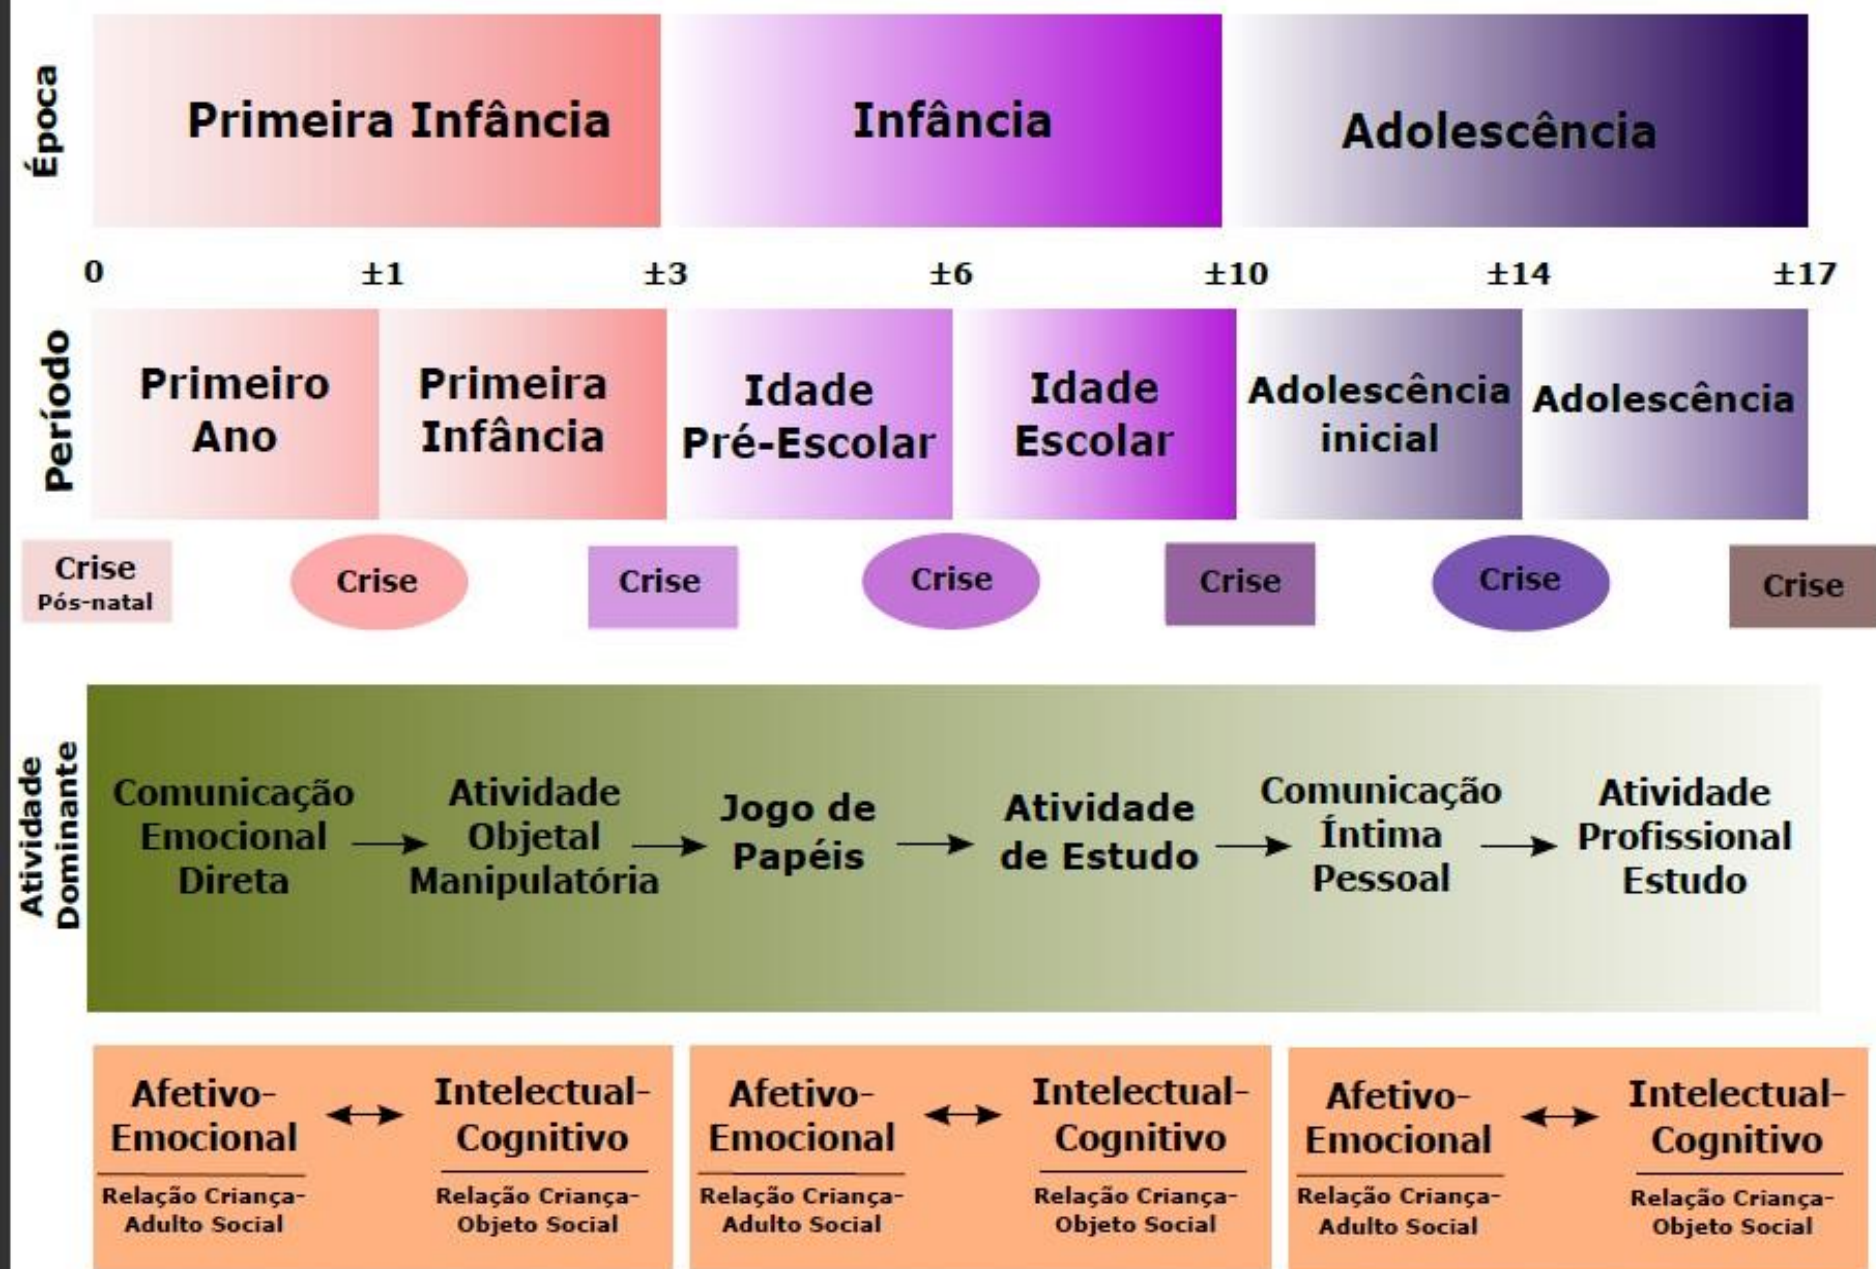 Época
Primeira Infância
Infância
Adolescência
0
±1
±3
±6
±10
±14
±17
Período
Primeiro
Ano
Primeira
Infância
Idade
Pré-Escolar
Idade
Escolar
Adolescência
inicial
Adolescência
Crise
Pós-natal
Crise
Crise
Crise
Crise
Crise
Crise
Atividade
Dominante
Comunicação
Emocional
Direta
Atividade
Objetal
Manipulatória
Jogo de
Papéis
Atividade
de Estudo
Comunicação
Íntima
Pessoal
Atividade
Profissional
Estudo
Afetivo-
Emocional
Relação Criança-
Adulto Social
Intelectual-
Cognitivo
Relação Criança-
Objeto Social
Afetivo-
Emocional
Relação Criança-
Adulto Social
Intelectual-
Cognitivo
Relação Criança-
Objeto Social
Afetivo-
Emocional
Relação Criança-
Adulto Social
Intelectual-
Cognitivo
Relação Criança-
Objeto Social